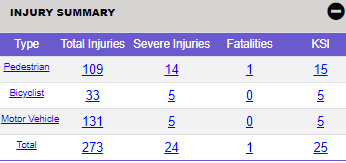 INJURY SUMMARY
Type Total Injuries Severe Injuries Fatalities KSI
Pedestrian 109 14 1 15
Bicyclist 33 5 0 5
Motor Vehicle 131 5 0 5
Total 273 24 1 25